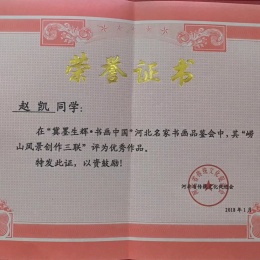 荣誉证书
赵凯 同学:
在“冀墨生辉·书画中国”河北名家书画品鉴会中，其“崂
山风景创作三联”评为优秀作品。
特发此证，以资鼓励！
2018年1月